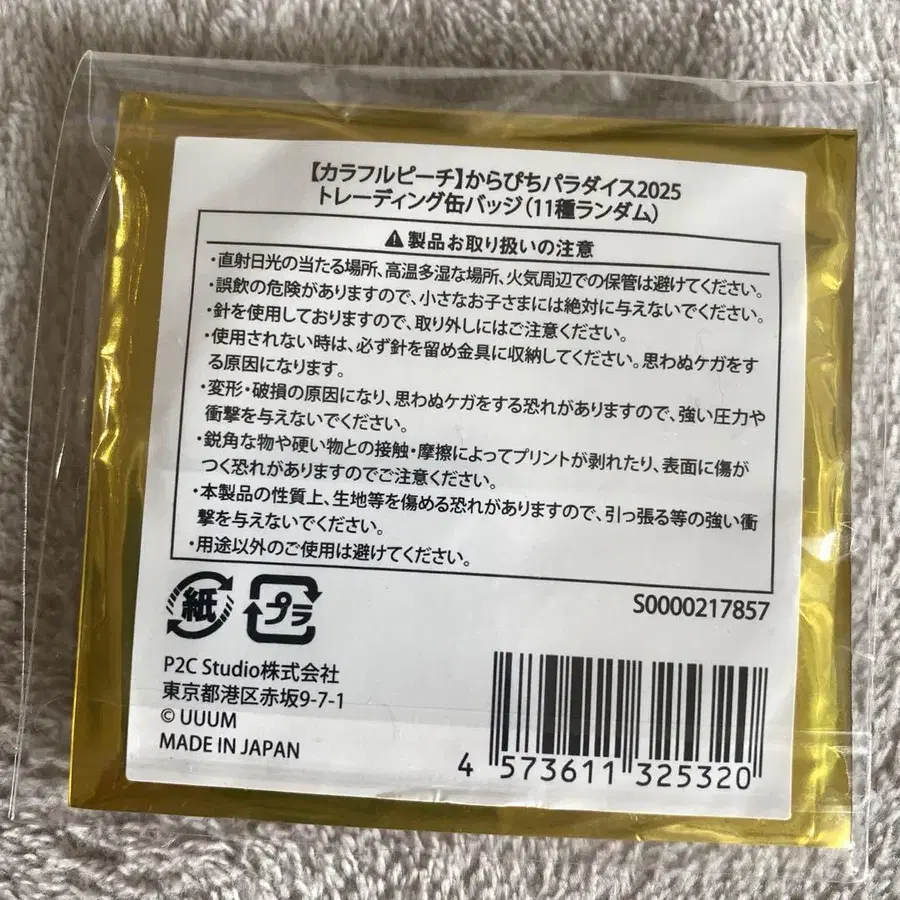 【カラフルピーチ】からぴちパラダイス2025
トレーディング缶バッジ(11種ランダム)
⚠製品お取り扱いの注意
・直射日光の当たる場所、高温多湿な場所、火気周辺での保管は避けてください。
・誤飲の危険がありますので、小さなお子さまには絶対に与えないでください。
・針を使用しておりますので、取り外しにはご注意ください。
・使用されない時は、必ず針を留め金具に収納してください。思わぬケガをす
る原因になります。
・変形・破損の原因になり、思わぬケガをする恐れがありますので、強い圧力や
衝撃を与えないでください。
・鋭角な物や硬い物との接触・摩擦によってプリントが剥れたり、表面に傷が
つく恐れがありますのでご注意ください。
・本製品の性質上、生地等を傷める恐れがありますので、引っ張る等の強い衝
撃を与えないでください。
・用途以外のご使用は避けてください。
S0000217857
紙 プラ
P2C Studio株式会社
東京都港区赤坂9-7-1
© UUUM
MADE IN JAPAN
4 573611 325320